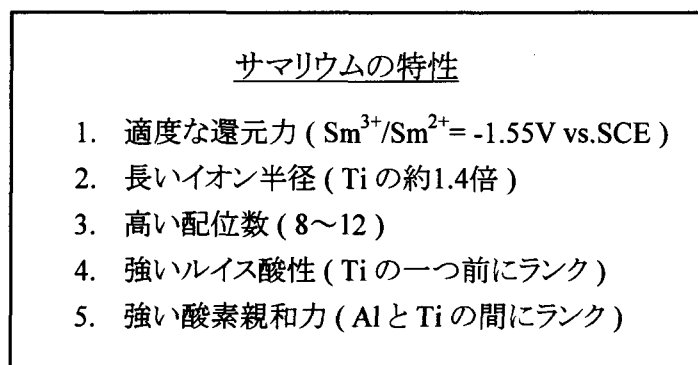 サマリウムの特性
1. 適度な還元力 ( Sm³⁺/Sm²⁺= -1.55V vs.SCE )
2. 長いイオン半径 ( Ti の約1.4倍 )
3. 高い配位数 ( 8～12 )
4. 強いルイス酸性 ( Ti の一つ前にランク )
5. 強い酸素親和力 ( Al と Ti の間にランク )